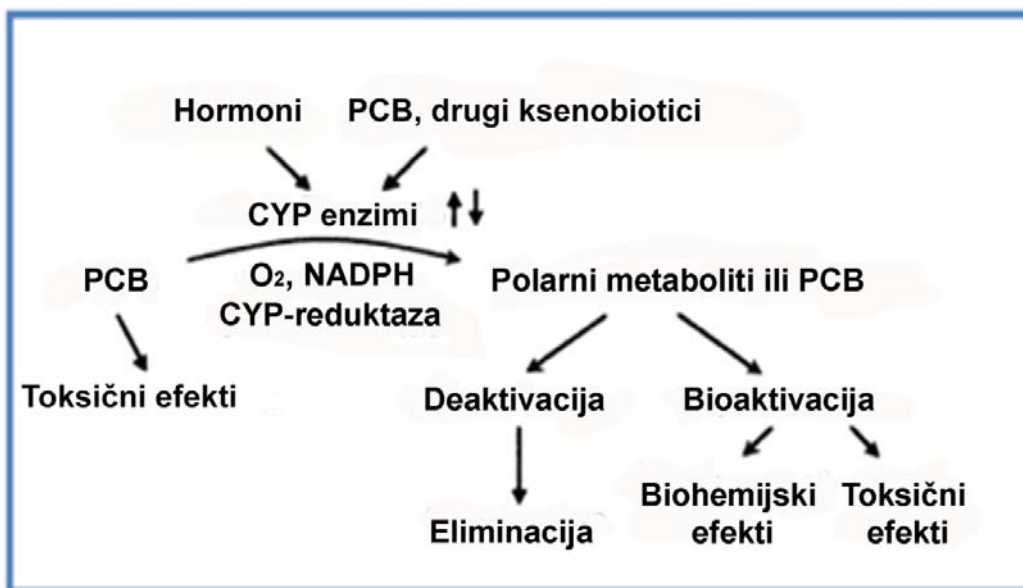 Hormoni PCB, drugi ksenobiotici
CYP enzimi
PCB
O₂, NADPH
CYP-reduktaza
Polarni metaboliti ili PCB
Toksični efekti
Deaktivacija
Bioaktivacija
Eliminacija
Biohemijski
efekti
Toksični
efekti